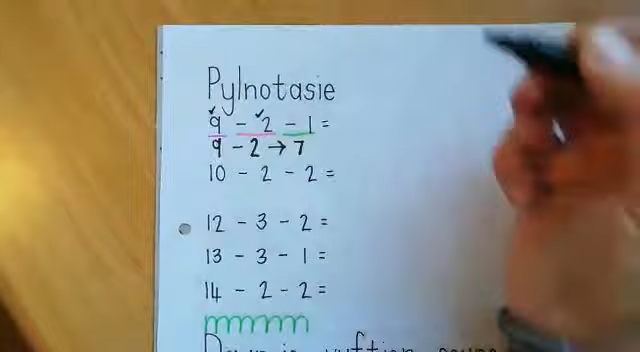 Pylnotasie
9 - 2 - 1 =
9 - 2 → 7
10 - 2 - 2 =
12 - 3 - 2 =
13 - 3 - 1 =
14 - 2 - 2 =